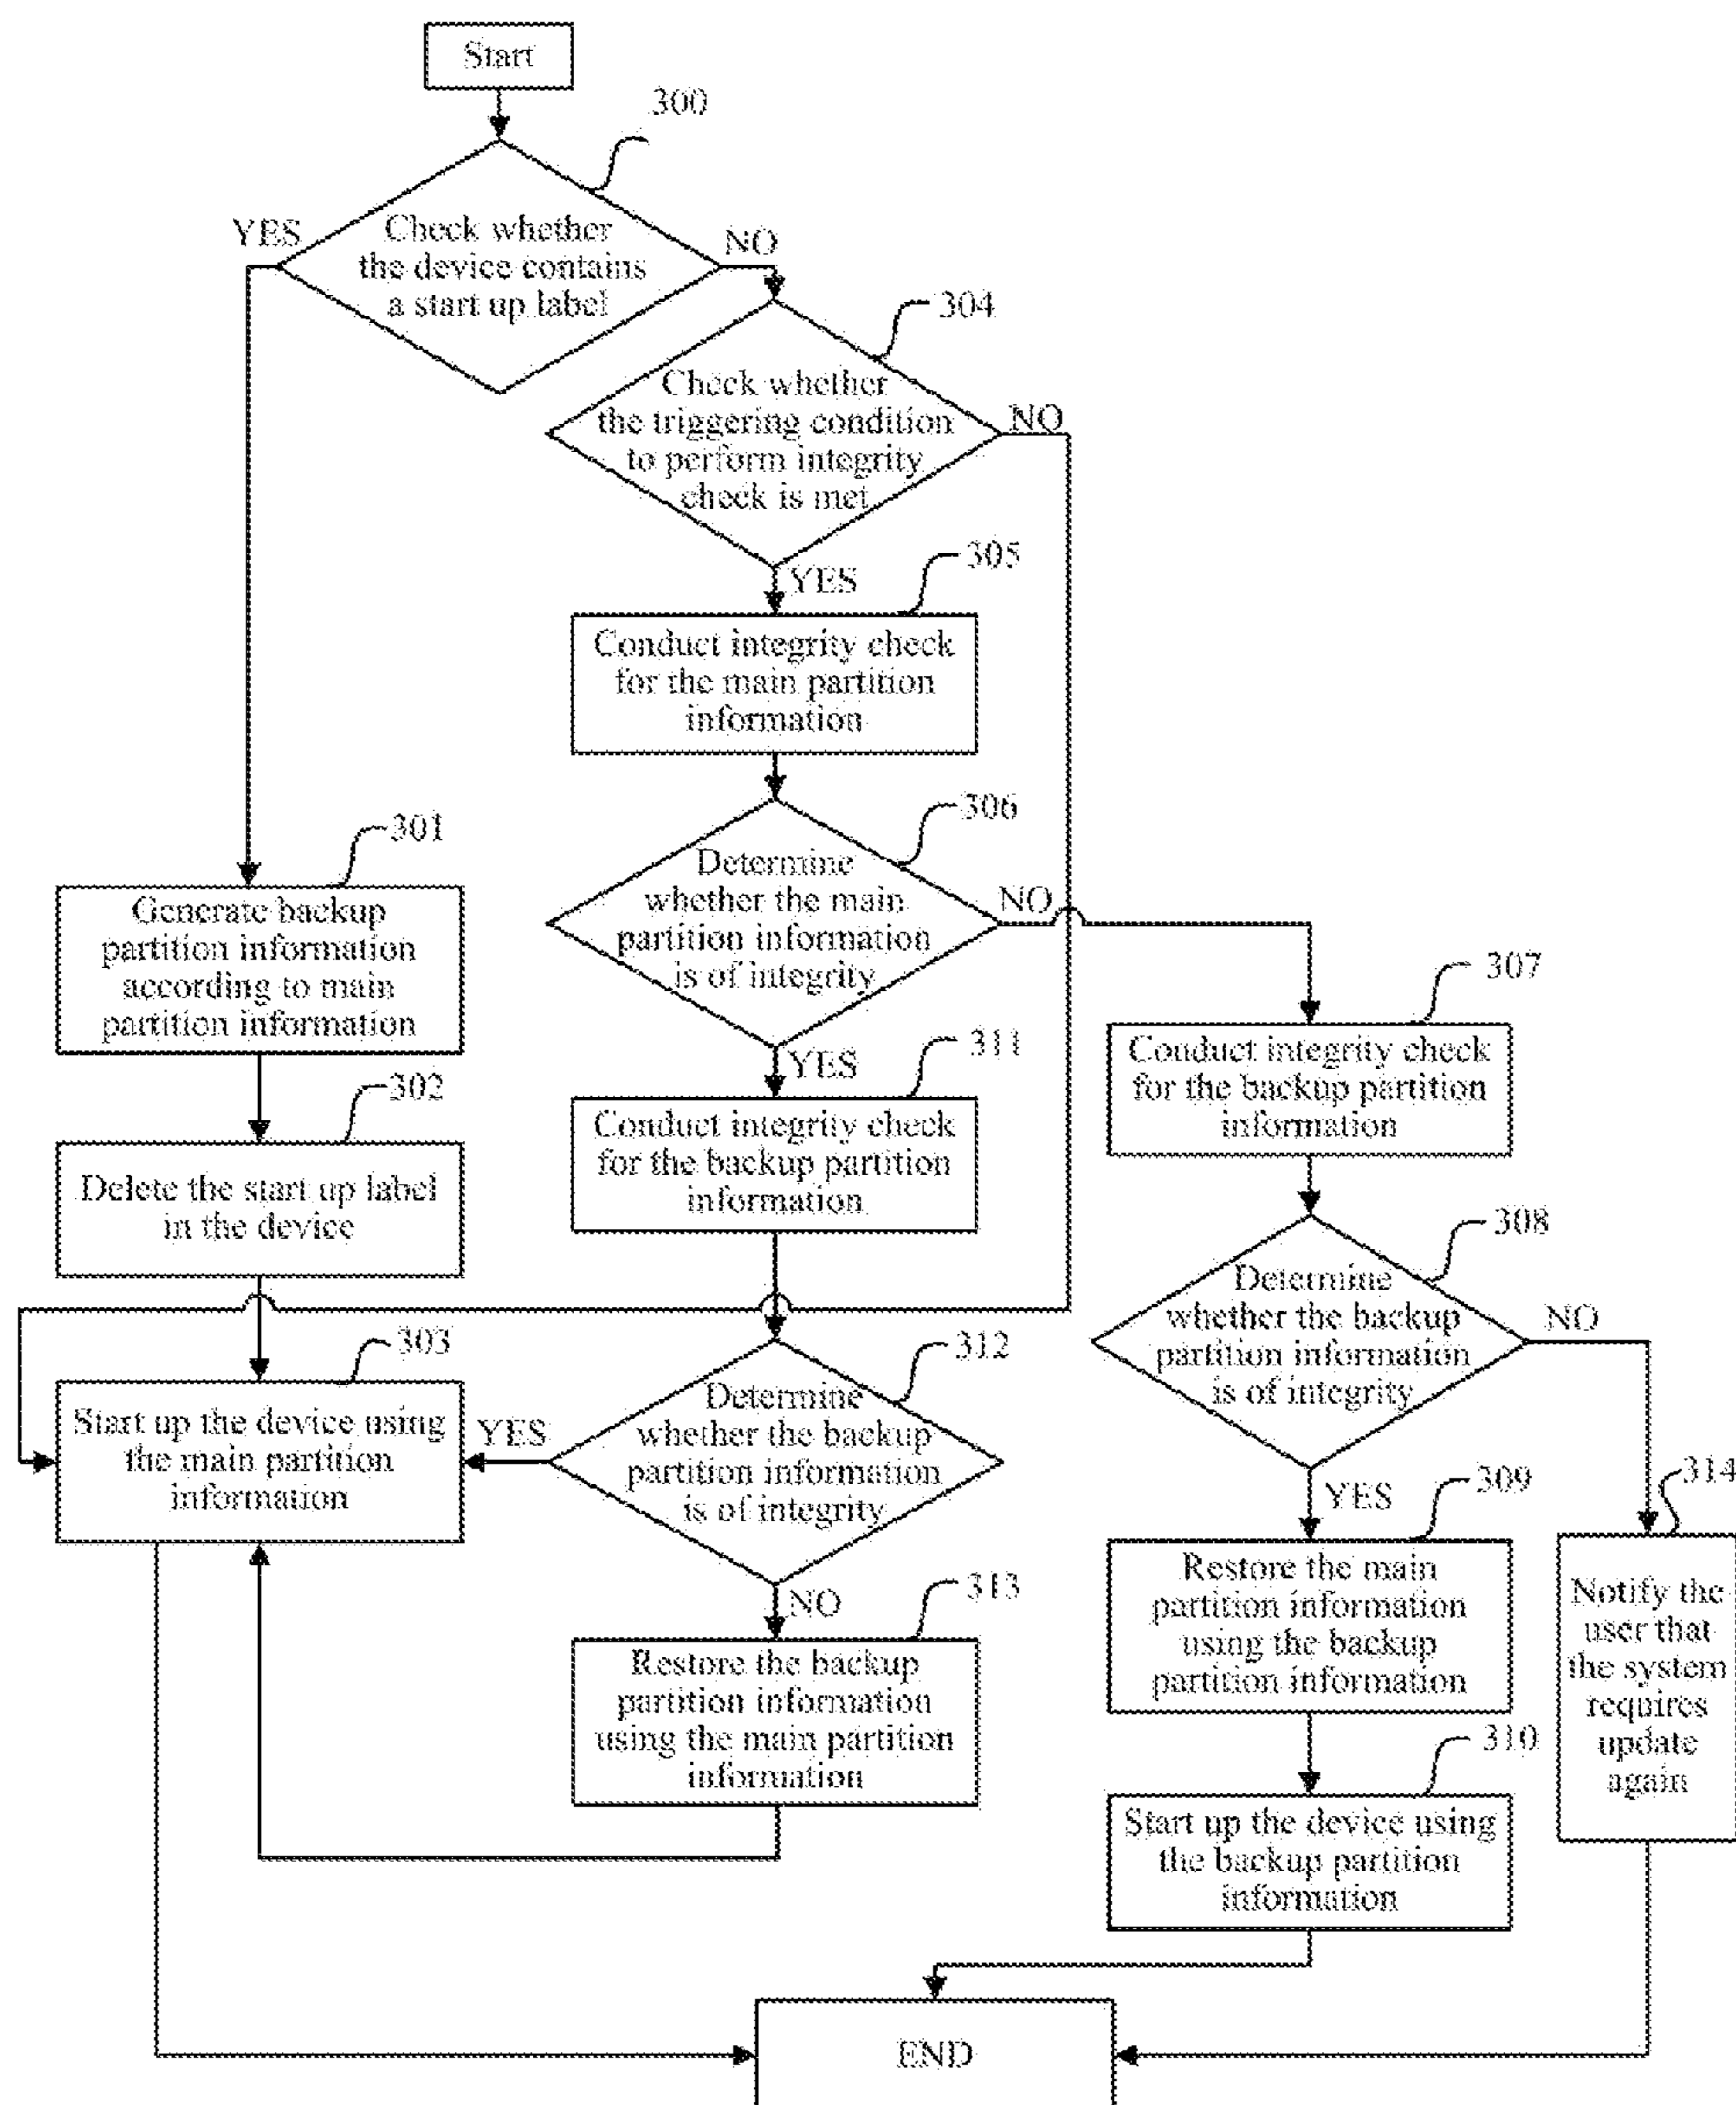 Start
300
Check whether
the device contains
a start up label
YES
NO
304
Check whether
the triggering condition
to perform integrity
check is met
NO
YES
305
Conduct integrity check
for the main partition
information
306
Determine
whether the main
partition information
is of integrity
NO
YES
301
Generate backup
partition information
according to main
partition information
302
Delete the start up label
in the device
303
Start up the device using
the main partition
information
311
Conduct integrity check
for the backup partition
information
312
Determine
whether the backup
partition information
is of integrity
YES
NO
313
Restore the backup
partition information
using the main partition
information
307
Conduct integrity check
for the backup partition
information
308
Determine
whether the backup
partition information
is of integrity
NO
YES
309
Restore the main
partition information
using the backup
partition information
310
Start up the device using
the backup partition
information
314
Notify the
user that
the system
requires
update
again
END